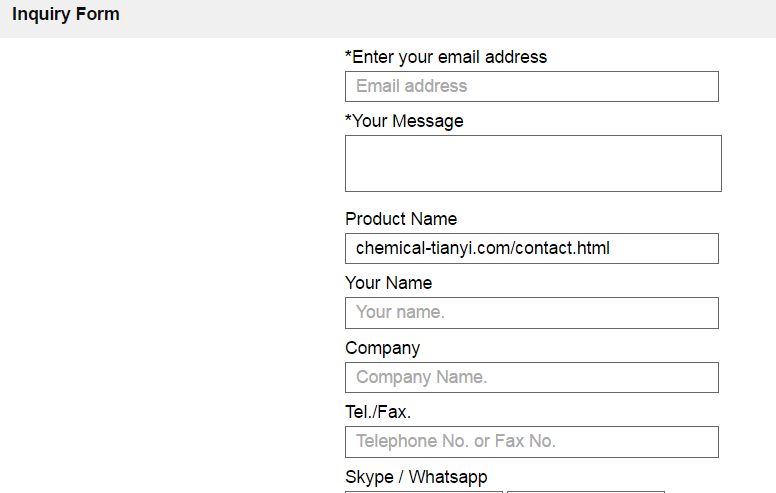 Inquiry Form
*Enter your email address
Email address
*Your Message
Product Name
chemical-tianyi.com/contact.html
Your Name
Your name.
Company
Company Name.
Tel./Fax.
Telephone No. or Fax No.
Skype / Whatsapp